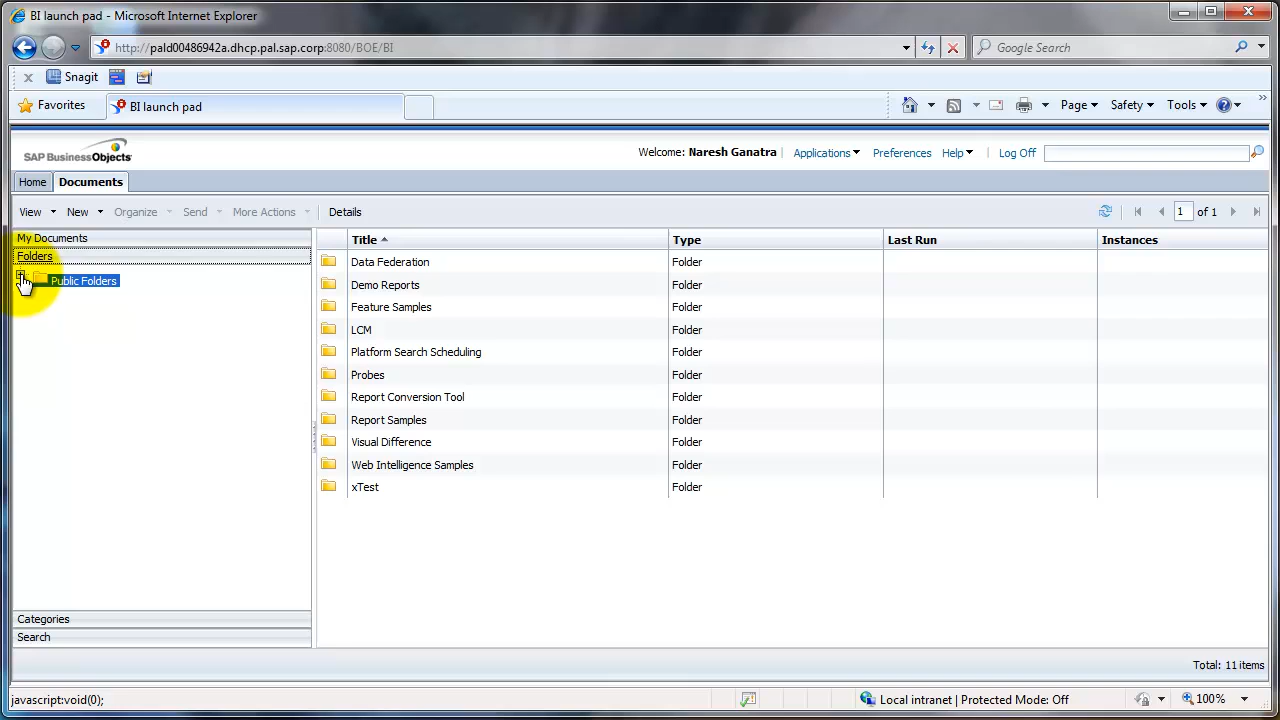 BI launch pad - Microsoft Internet Explorer
http://pald00486942a.dhcp.pal.sap.corp:8080/BOE/BI
Google Search
x Snagit
Favorites BI launch pad Page Safety Tools
SAP BusinessObjects
Welcome: Naresh Ganatra Applications Preferences Help Log Off
Home Documents
View New Organize Send More Actions Details 1 of 1
My Documents
Folders
Public Folders
Categories
Search
Title Type Last Run Instances
Data Federation Folder
Demo Reports Folder
Feature Samples Folder
LCM Folder
Platform Search Scheduling Folder
Probes Folder
Report Conversion Tool Folder
Report Samples Folder
Visual Difference Folder
Web Intelligence Samples Folder
xTest Folder
Total: 11 items
javascript:void(0); Local intranet | Protected Mode: Off 100%